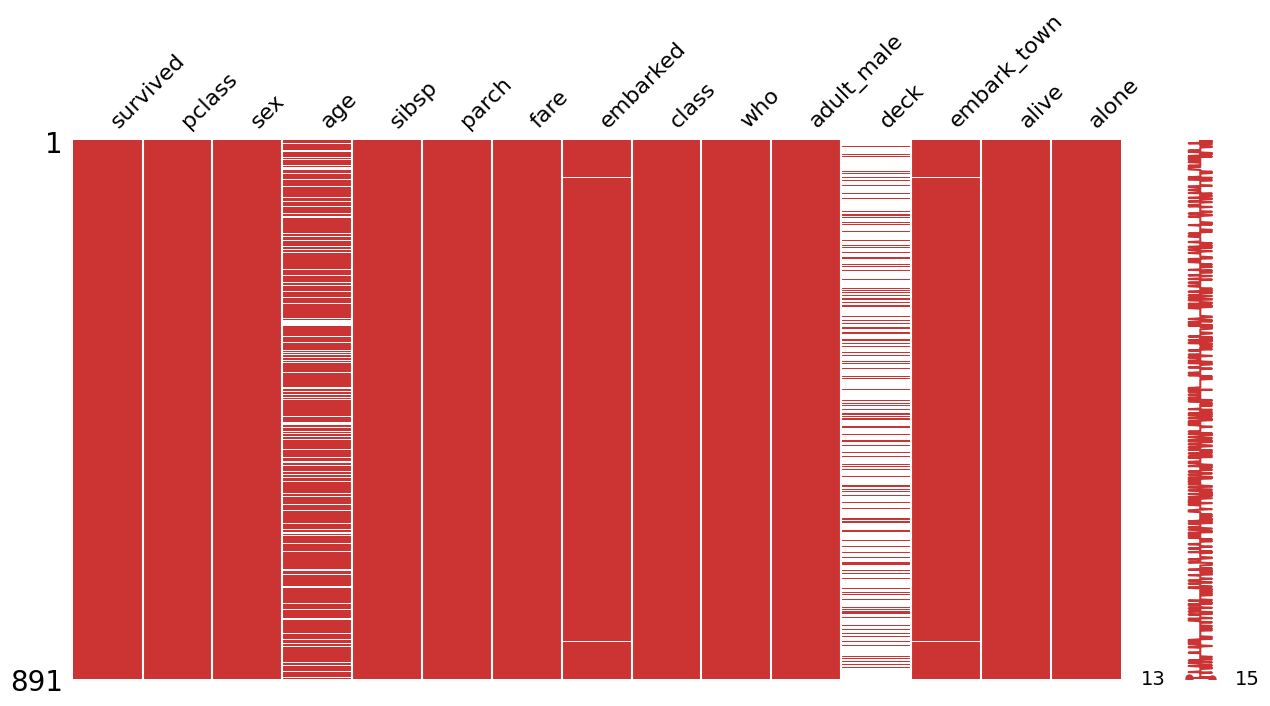 survived
pclass
sex
age
sibsp
parch
fare
embarked
class
who
adult_male
deck
embark_town
alive
alone
1
891
13
15